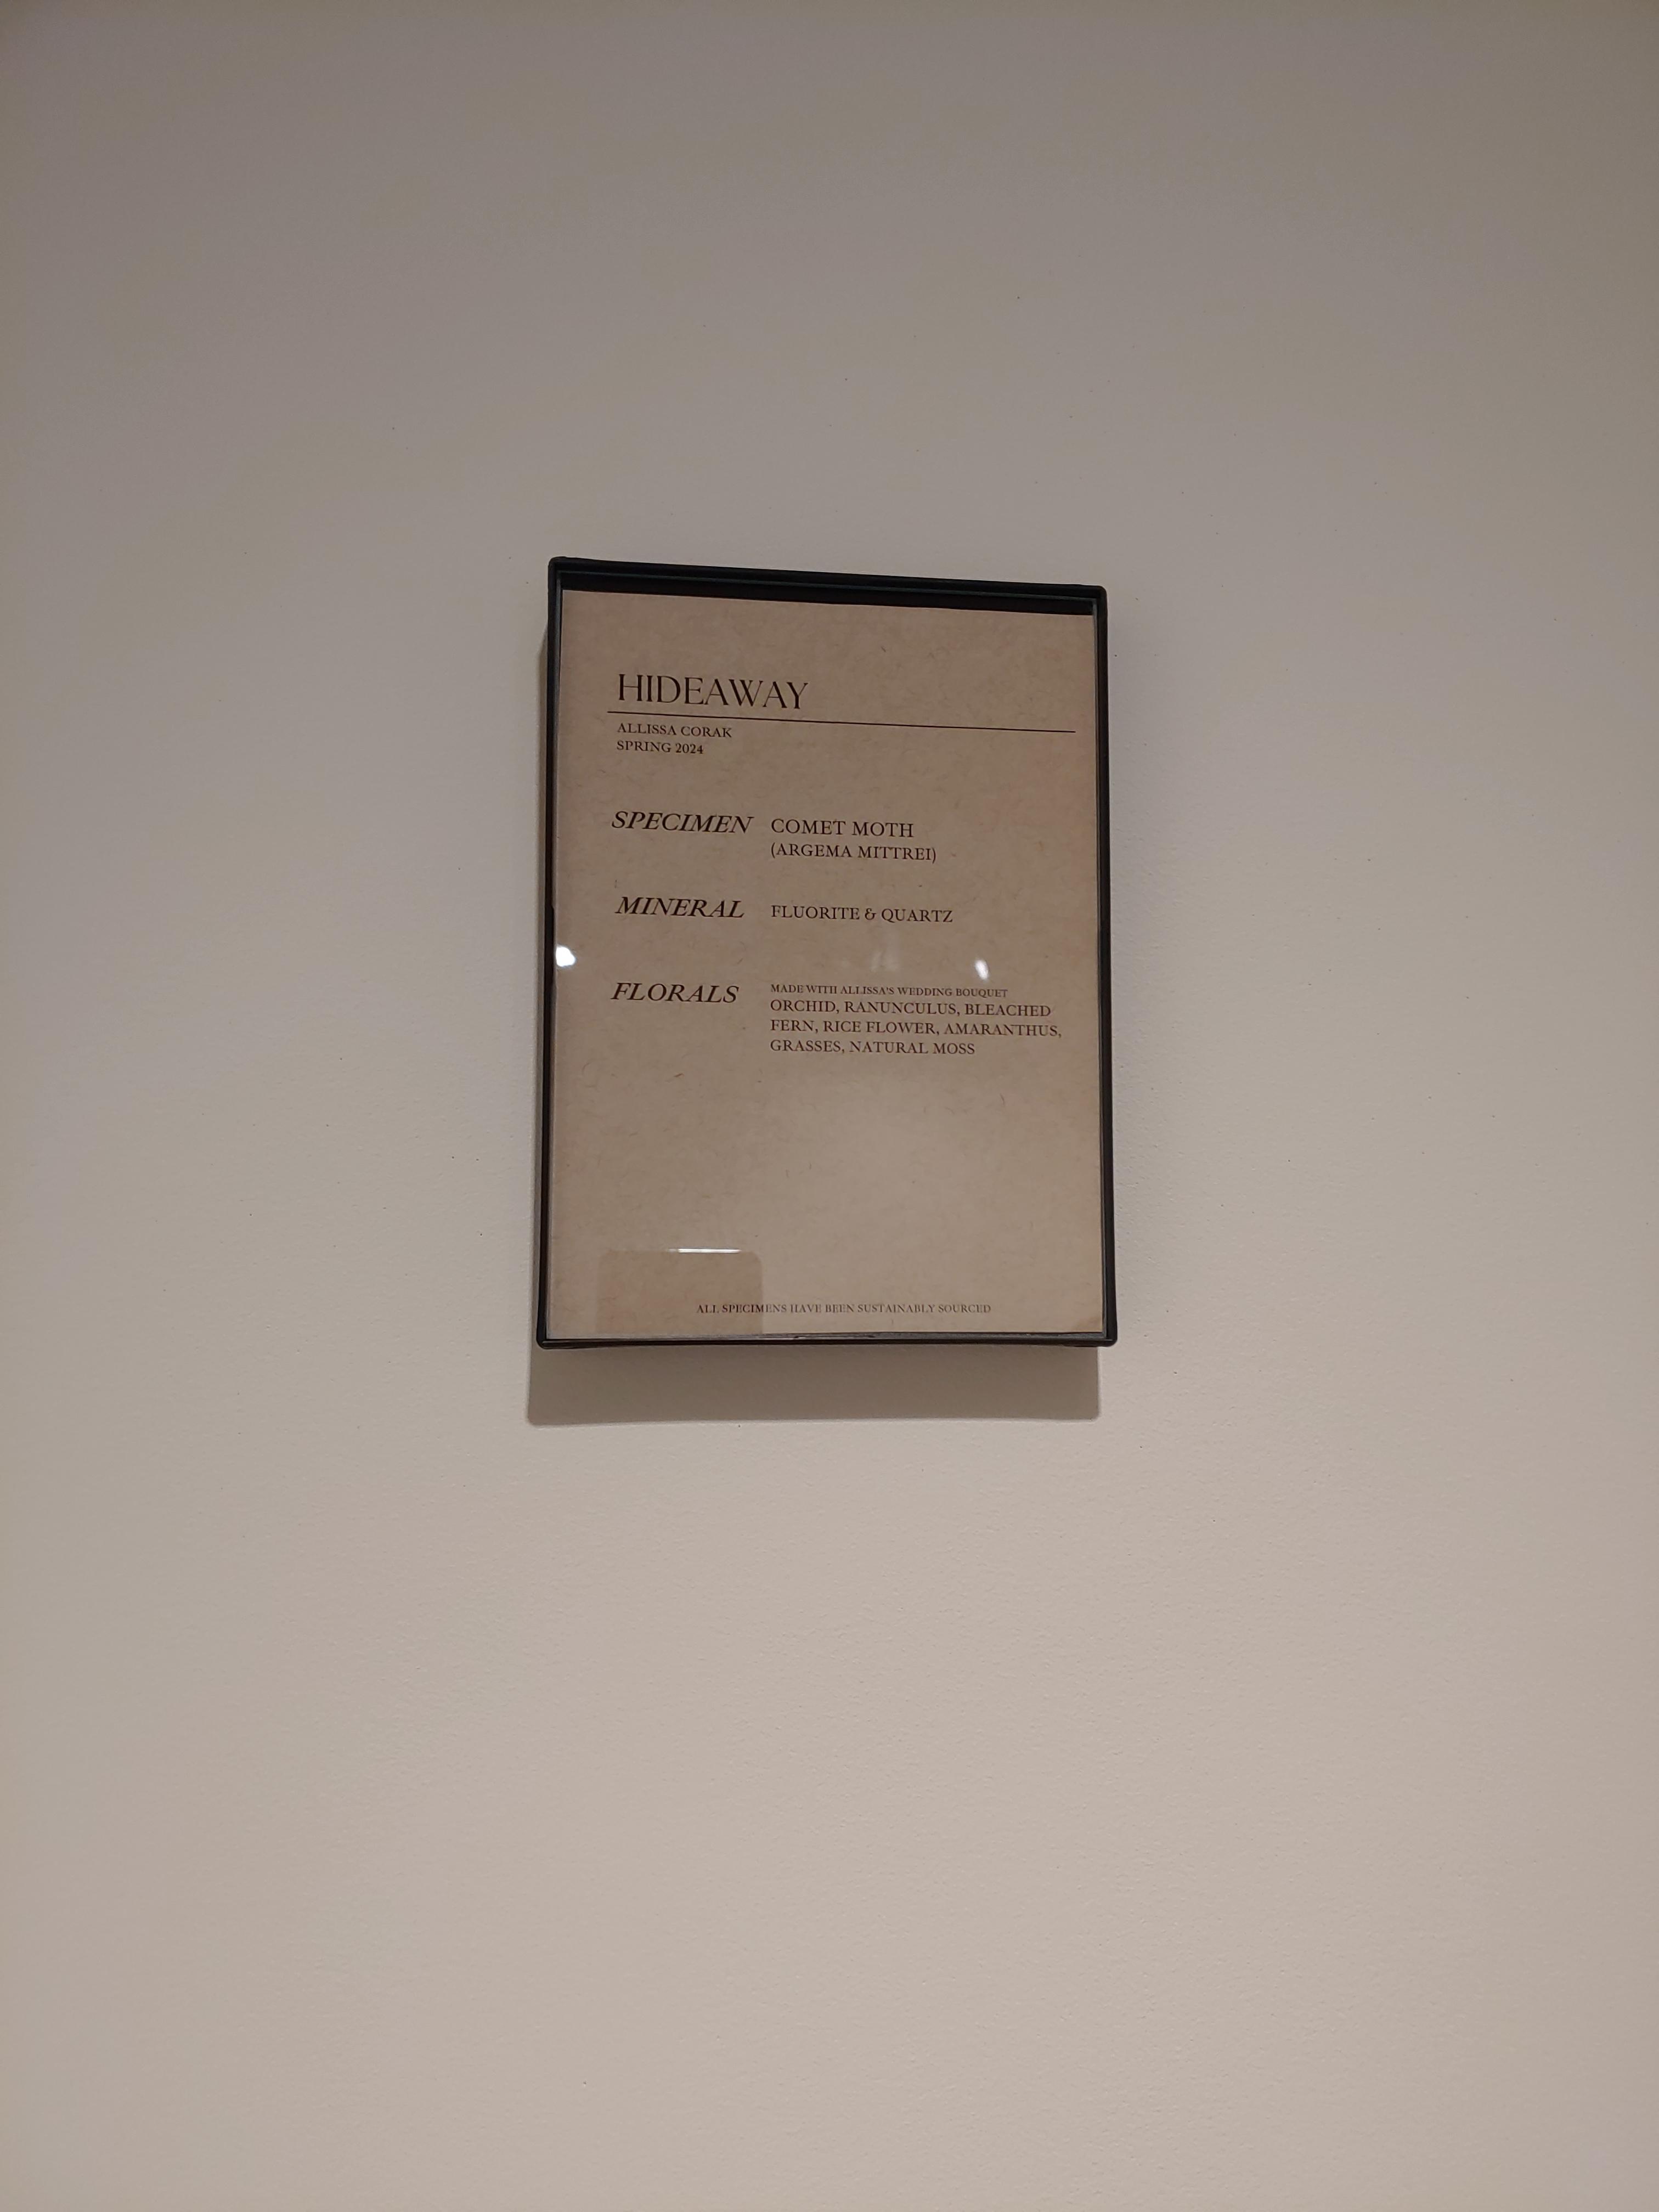 HIDEAWAY
ALLISSA CORAK
SPRING 2024
SPECIMEN COMET MOTH
(ARGEMA MITTREI)
MINERAL FLUORITE & QUARTZ
FLORALS MADE WITH ALLISSA'S WEDDING BOUQUET
ORCHID, RANUNCULUS, BLEACHED
FERN, RICE FLOWER, AMARANTHUS,
GRASSES, NATURAL MOSS
ALL SPECIMENS HAVE BEEN SUSTAINABLY SOURCED